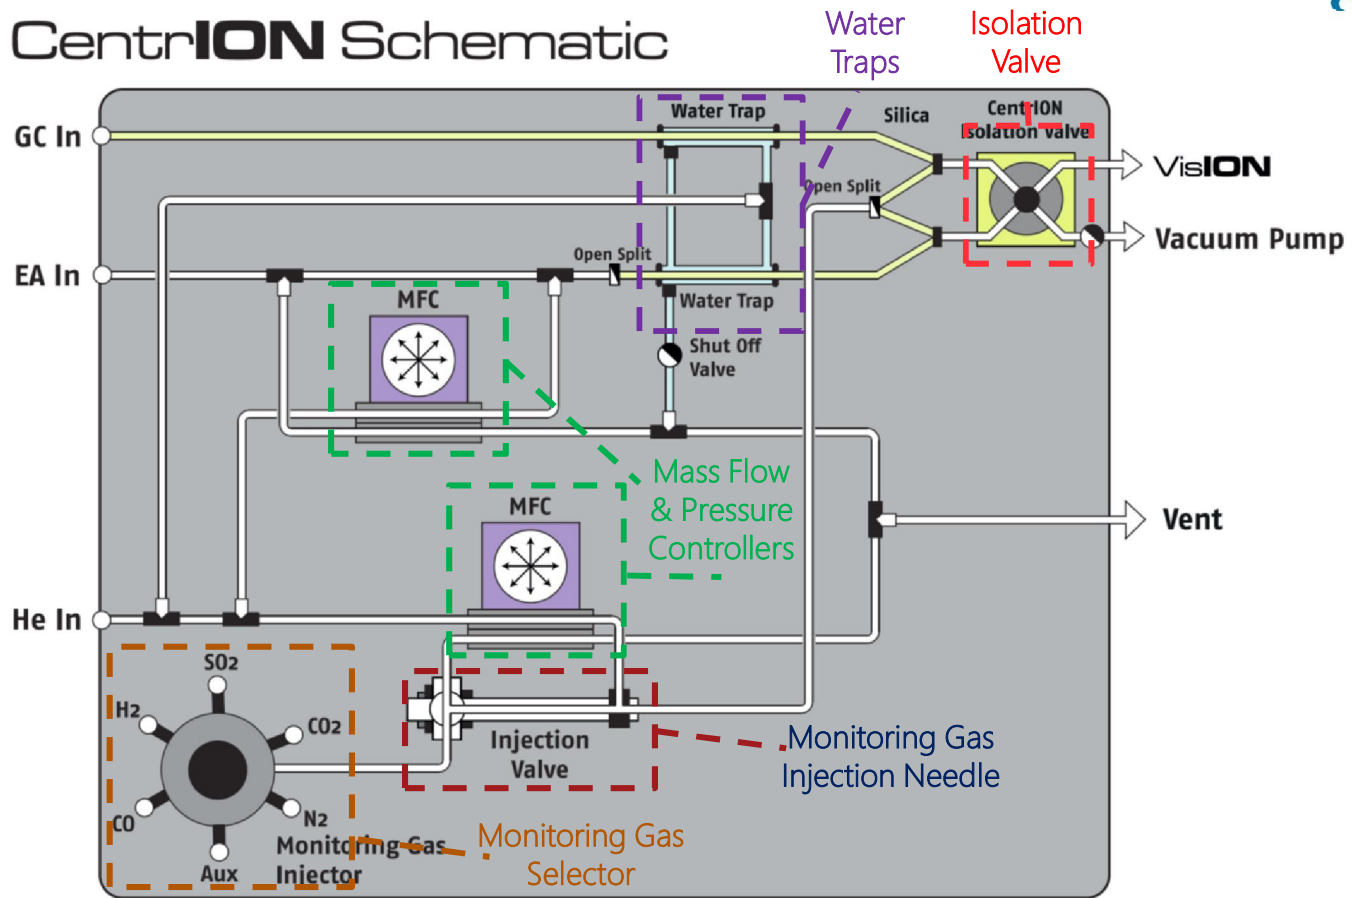 CentrION Schematic
Water
Traps
Isolation
Valve
Water Trap
Silica
CentrION
Isolation Valve
GC In
VisION
Open Split
Vacuum Pump
EA In
Open Split
MFC
Water Trap
Shut Off
Valve
Mass Flow
& Pressure
Controllers
MFC
Vent
He In
SO2
H2
CO2
CO
N2
Aux
Monitoring Gas
Injector
Injection
Valve
Monitoring Gas
Injection Needle
Monitoring Gas
Selector